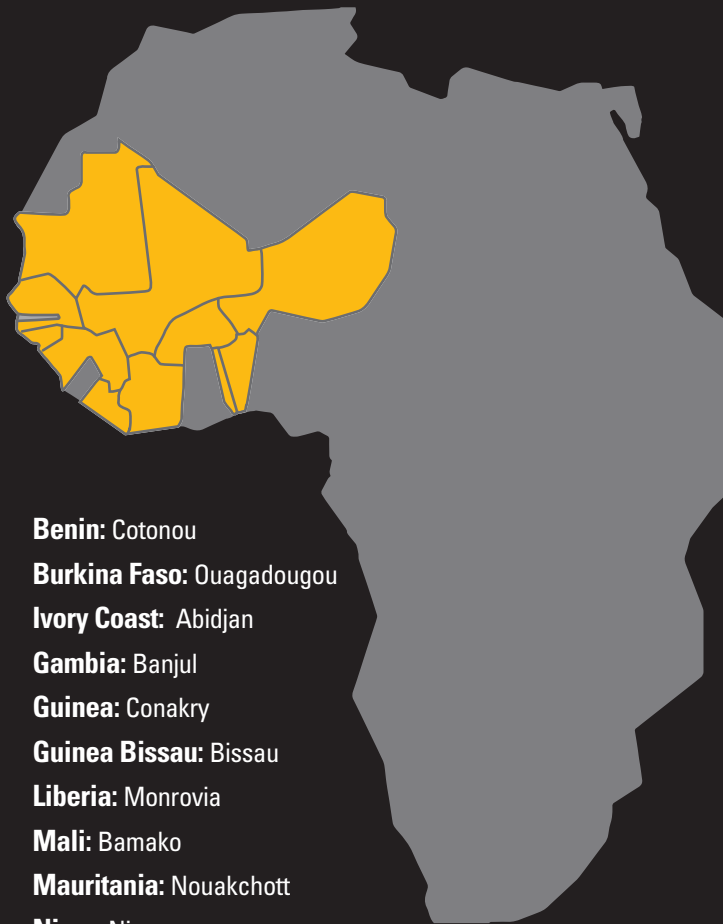 Benin: Cotonou
Burkina Faso: Ouagadougou
Ivory Coast: Abidjan
Gambia: Banjul
Guinea: Conakry
Guinea Bissau: Bissau
Liberia: Monrovia
Mali: Bamako
Mauritania: Nouakchott